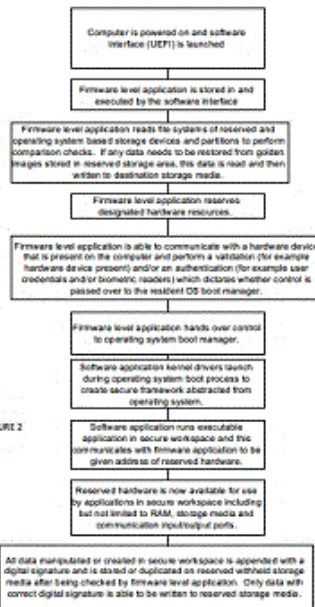 Computer is powered on and software
interface (UEFI) is launched
Firmware level application is stored in and
executed by the software interface
Firmware level application reads file systems of reserved and
operating system based storage devices and partitions to perform
comparison checks. If any data needs to be restored from golden
images stored in reserved storage area, this data is read and then
written to destination storage media.
Firmware level application reserves
designated hardware resources.
Firmware level application is able to communicate with a hardware device
that is present on the computer and perform a validation (for example
hardware device present) and/or an authentication (for example user
credentials and/or biometric readers) which dictates whether control is
passed over to the resident OS boot manager.
Firmware level application hands over control
to operating system boot manager.
Software application kernel drivers launch
during operating system boot process to
create secure framework abstracted from
operating system.
URE 2
Software application runs executable
application in secure workspace and this
communicates with firmware application to be
given address of reserved hardware.
Reserved hardware is now available for use
by applications in secure workspace including
but not limited to RAM, storage media and
communication input/output ports.
All data manipulated or created in secure workspace is appended with a
digital signature and is stored or duplicated on reserved withheld storage
media after being checked by firmware level application. Only data with
correct digital signature is able to be written to reserved storage media.